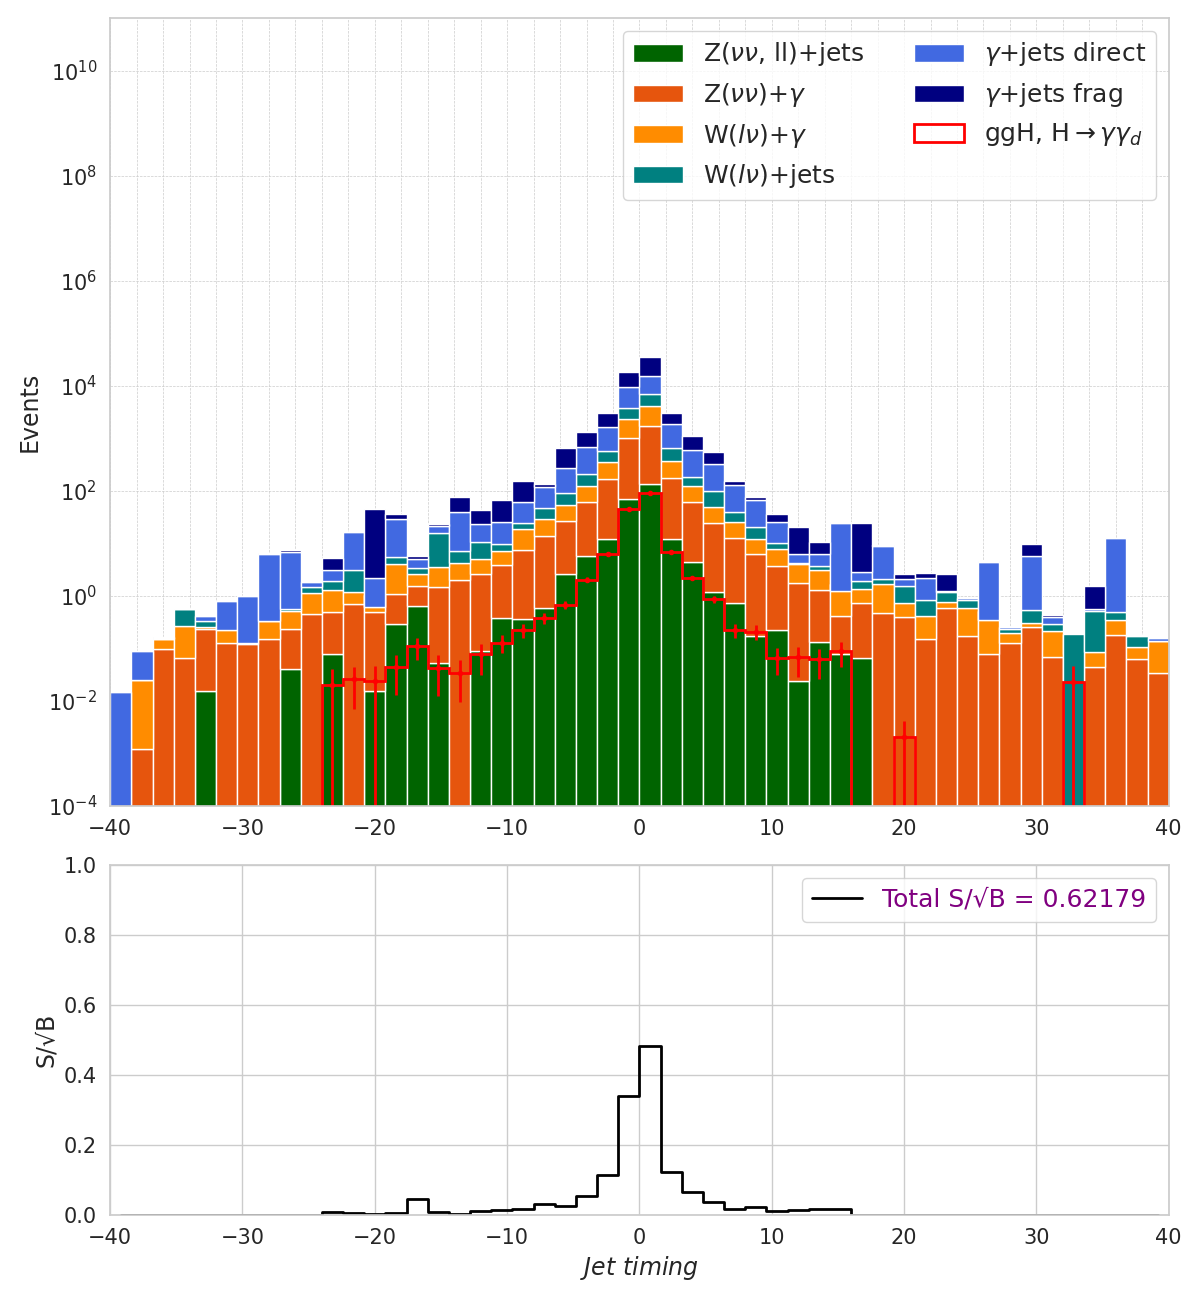 Z(νν, ll)+jets
Z(νν)+γ
W(lν)+γ
W(lν)+jets
γ+jets direct
γ+jets frag
ggH, H→γγ_d
Events
10^10
10^8
10^6
10^4
10^2
10^0
10^−2
10^−4
−40 −30 −20 −10 0 10 20 30 40
Total S/√B = 0.62179
S/√B
1.0
0.8
0.6
0.4
0.2
0.0
−40 −30 −20 −10 0 10 20 30 40
Jet timing